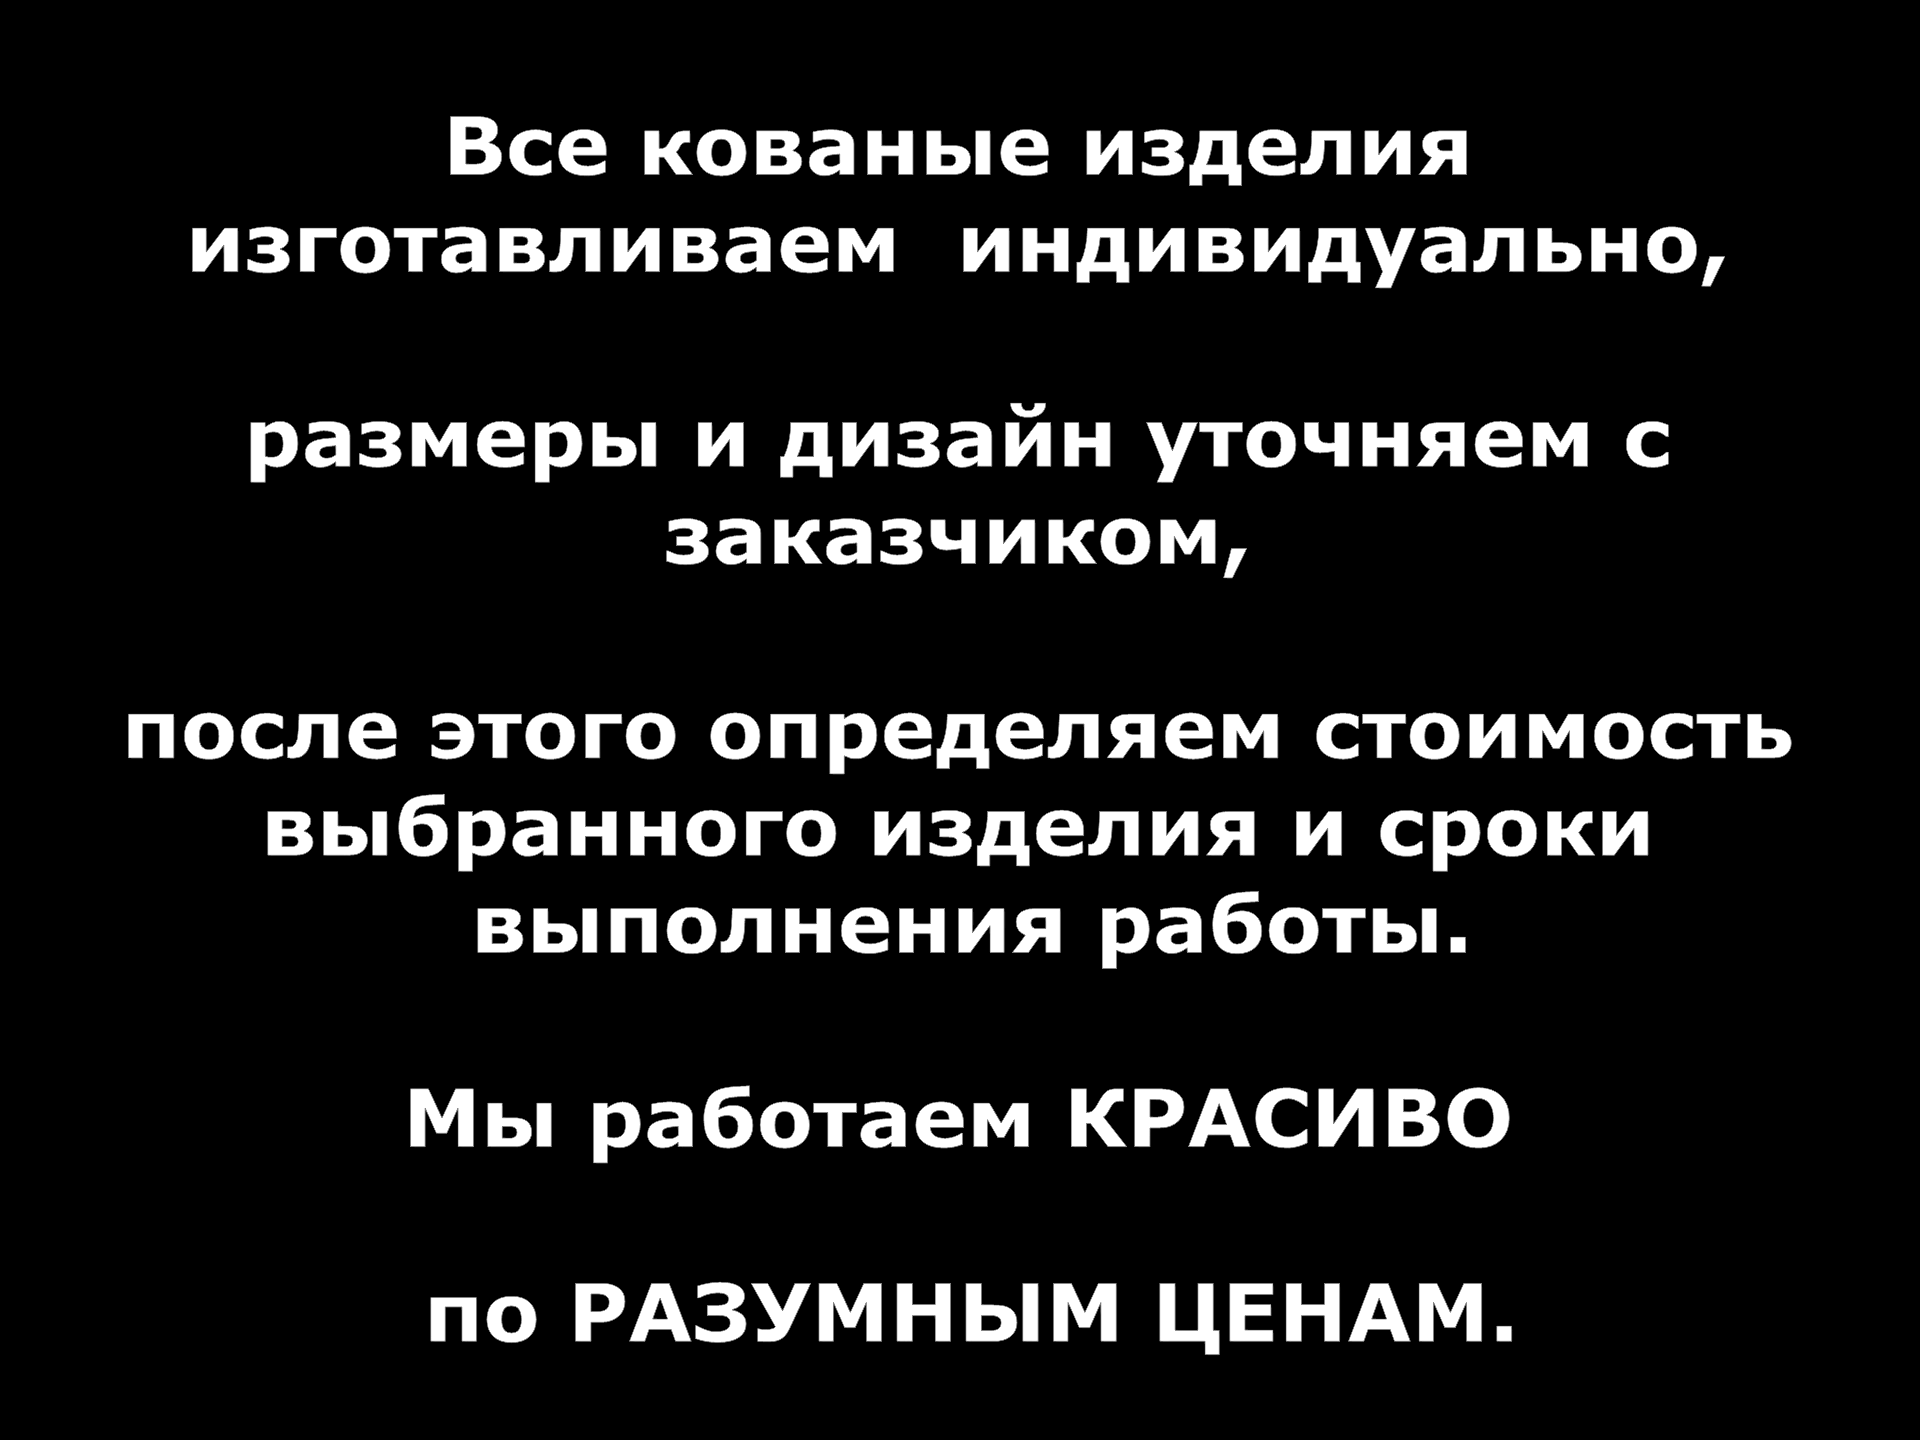 Все кованые изделия
изготавливаем  индивидуально,
размеры и дизайн уточняем с
заказчиком,
после этого определяем стоимость
выбранного изделия и сроки
выполнения работы.
Мы работаем КРАСИВО
по РАЗУМНЫМ ЦЕНАМ.